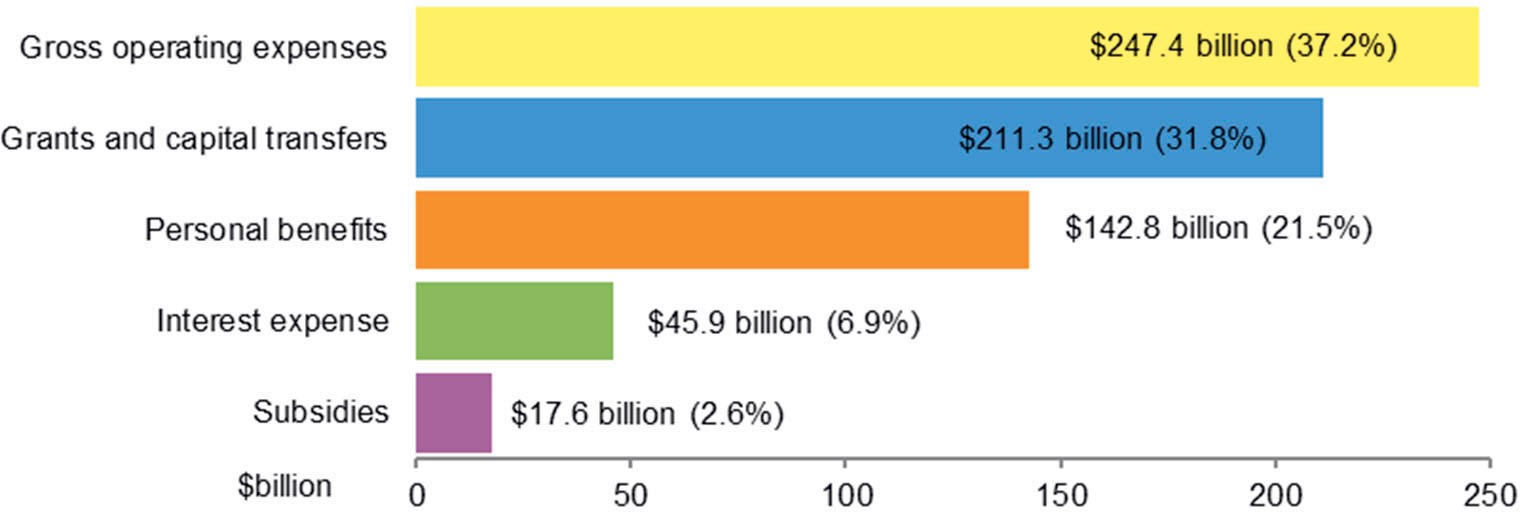 Gross operating expenses $247.4 billion (37.2%)
Grants and capital transfers $211.3 billion (31.8%)
Personal benefits $142.8 billion (21.5%)
Interest expense $45.9 billion (6.9%)
Subsidies $17.6 billion (2.6%)
$billion 0 50 100 150 200 250